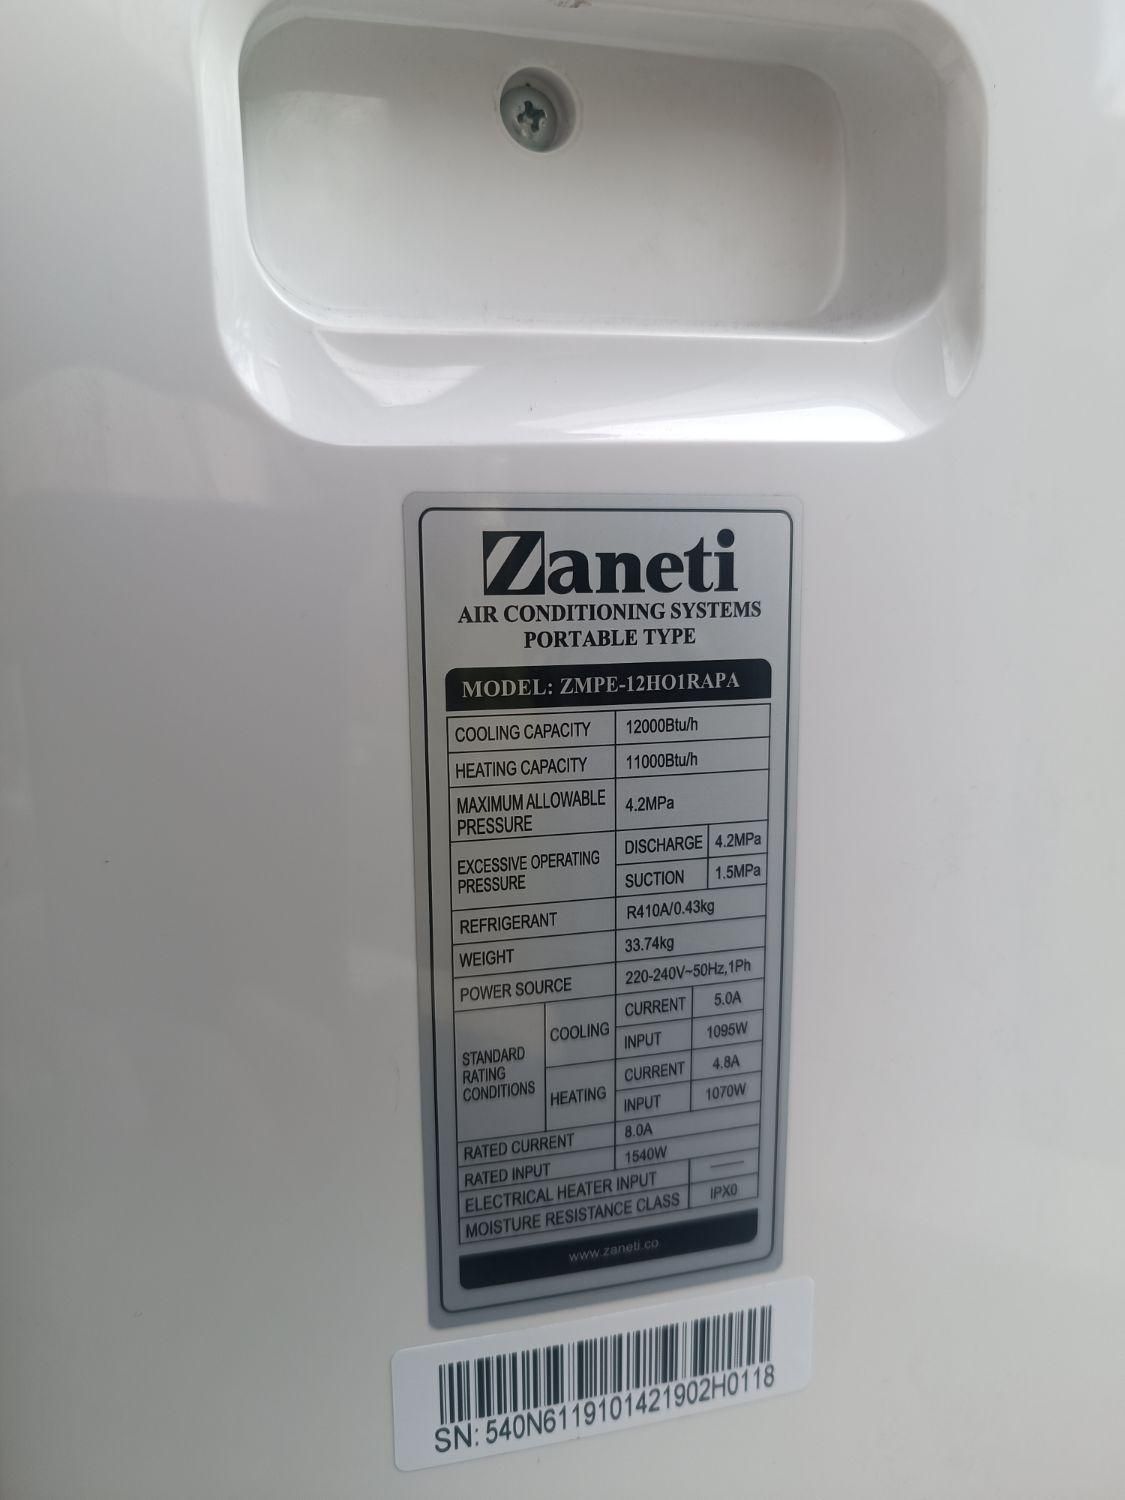 Zaneti
AIR CONDITIONING SYSTEMS
PORTABLE TYPE
MODEL: ZMPE-12HO1RAPA
COOLING CAPACITY 12000Btu/h
HEATING CAPACITY 11000Btu/h
MAXIMUM ALLOWABLE
PRESSURE 4.2MPa
EXCESSIVE OPERATING
PRESSURE
DISCHARGE 4.2MPa
SUCTION 1.5MPa
REFRIGERANT R410A/0.43kg
WEIGHT 33.74kg
POWER SOURCE 220-240V~50Hz,1Ph
STANDARD
RATING
CONDITIONS
COOLING
CURRENT 5.0A
INPUT 1095W
HEATING
CURRENT 4.8A
INPUT 1070W
RATED CURRENT 8.0A
RATED INPUT 1540W
ELECTRICAL HEATER INPUT —
MOISTURE RESISTANCE CLASS IPX0
www.zaneti.co
SN: 540N6119101421902H0118